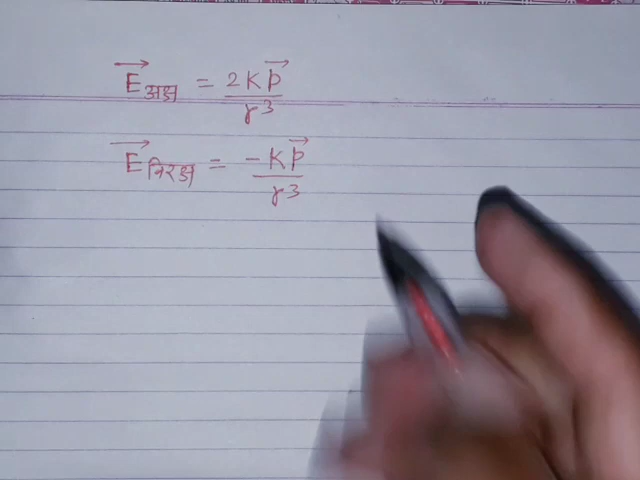 E⃗अक्ष = 2Kp⃗/r³
E⃗निरक्ष = -Kp⃗/r³